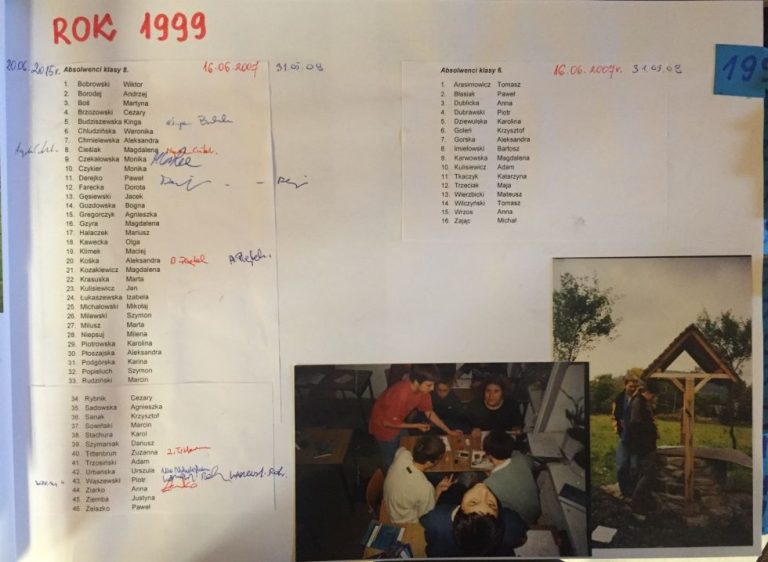 ROK 1999
20.06.2015r. Absolwenci klasy 8. 16.06.2007 31.05.08
1. Bobrowski Wiktor
2. Borodej Andrzej
3. Boś Martyna
4. Brzozowski Cezary
5. Budziszewska Kinga
6. Chludzińska Weronika
7. Chmielewska Aleksandra
8. Cieślak Magdalena
9. Czekałowska Monika
10. Czykier Monika
11. Derejko Paweł
12. Farecka Dorota
13. Gęsiewski Jacek
14. Gozdowska Bogna
15. Gregorczyk Agnieszka
16. Gzyra Magdalena
17. Halaczek Mariusz
18. Kawecka Olga
19. Klimek Maciej
20. Kośka Aleksandra
21. Kozakiewicz Magdalena
22. Krasuska Marta
23. Kulisiewicz Jan
24. Łukaszewska Izabela
25. Michałowski Mikołaj
26. Milewski Szymon
27. Milusz Marta
28. Niepsuj Milena
29. Piotrowska Karolina
30. Płoszajska Aleksandra
31. Podgórska Karina
32. Popieluch Szymon
33. Rudziński Marcin
34. Rybnik Cezary
35. Sadowska Agnieszka
36. Sanak Krzysztof
37. Sowiński Marcin
38. Stachura Karol
39. Szymaniak Danusz
40. Tittenbrun Zuzanna
41. Trzosiński Adam
42. Urbańska Urszula
43. Wąszewski Piotr
44. Ziarko Anna
45. Ziemba Justyna
46. Żelazko Paweł
Absolwenci klasy 6. 16.06.2007r. 31.05.08
1. Arasimowicz Tomasz
2. Błasiak Paweł
3. Dublicka Anna
4. Dubrawski Piotr
5. Dziewulska Karolina
6. Goleń Krzysztof
7. Gorska Aleksandra
8. Imiełowski Bartosz
9. Karwowska Magdalena
10. Kulisiewicz Adam
11. Tkaczyk Katarzyna
12. Trzeciak Maja
13. Wierzbicki Mateusz
14. Wilczyński Tomasz
15. Wrzos Anna
16. Zając Michał
199